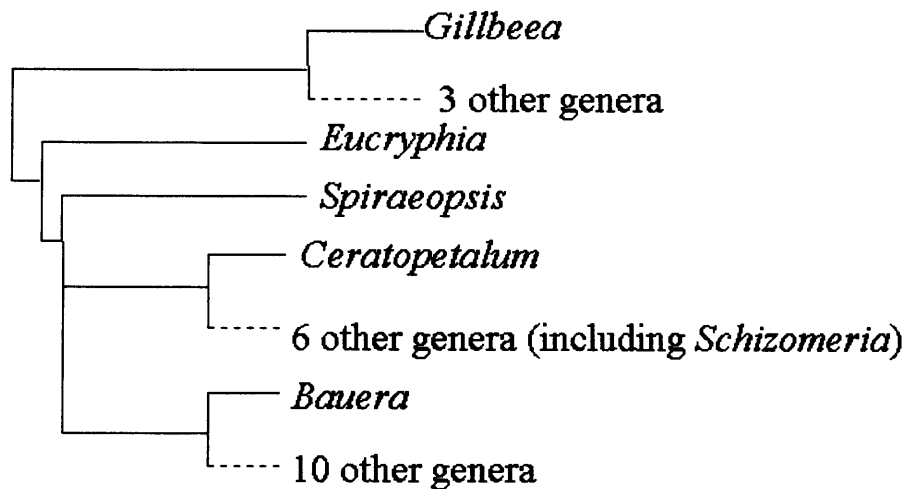 Gillbeea
3 other genera
Eucryphia
Spiraeopsis
Ceratopetalum
6 other genera (including Schizomeria)
Bauera
10 other genera